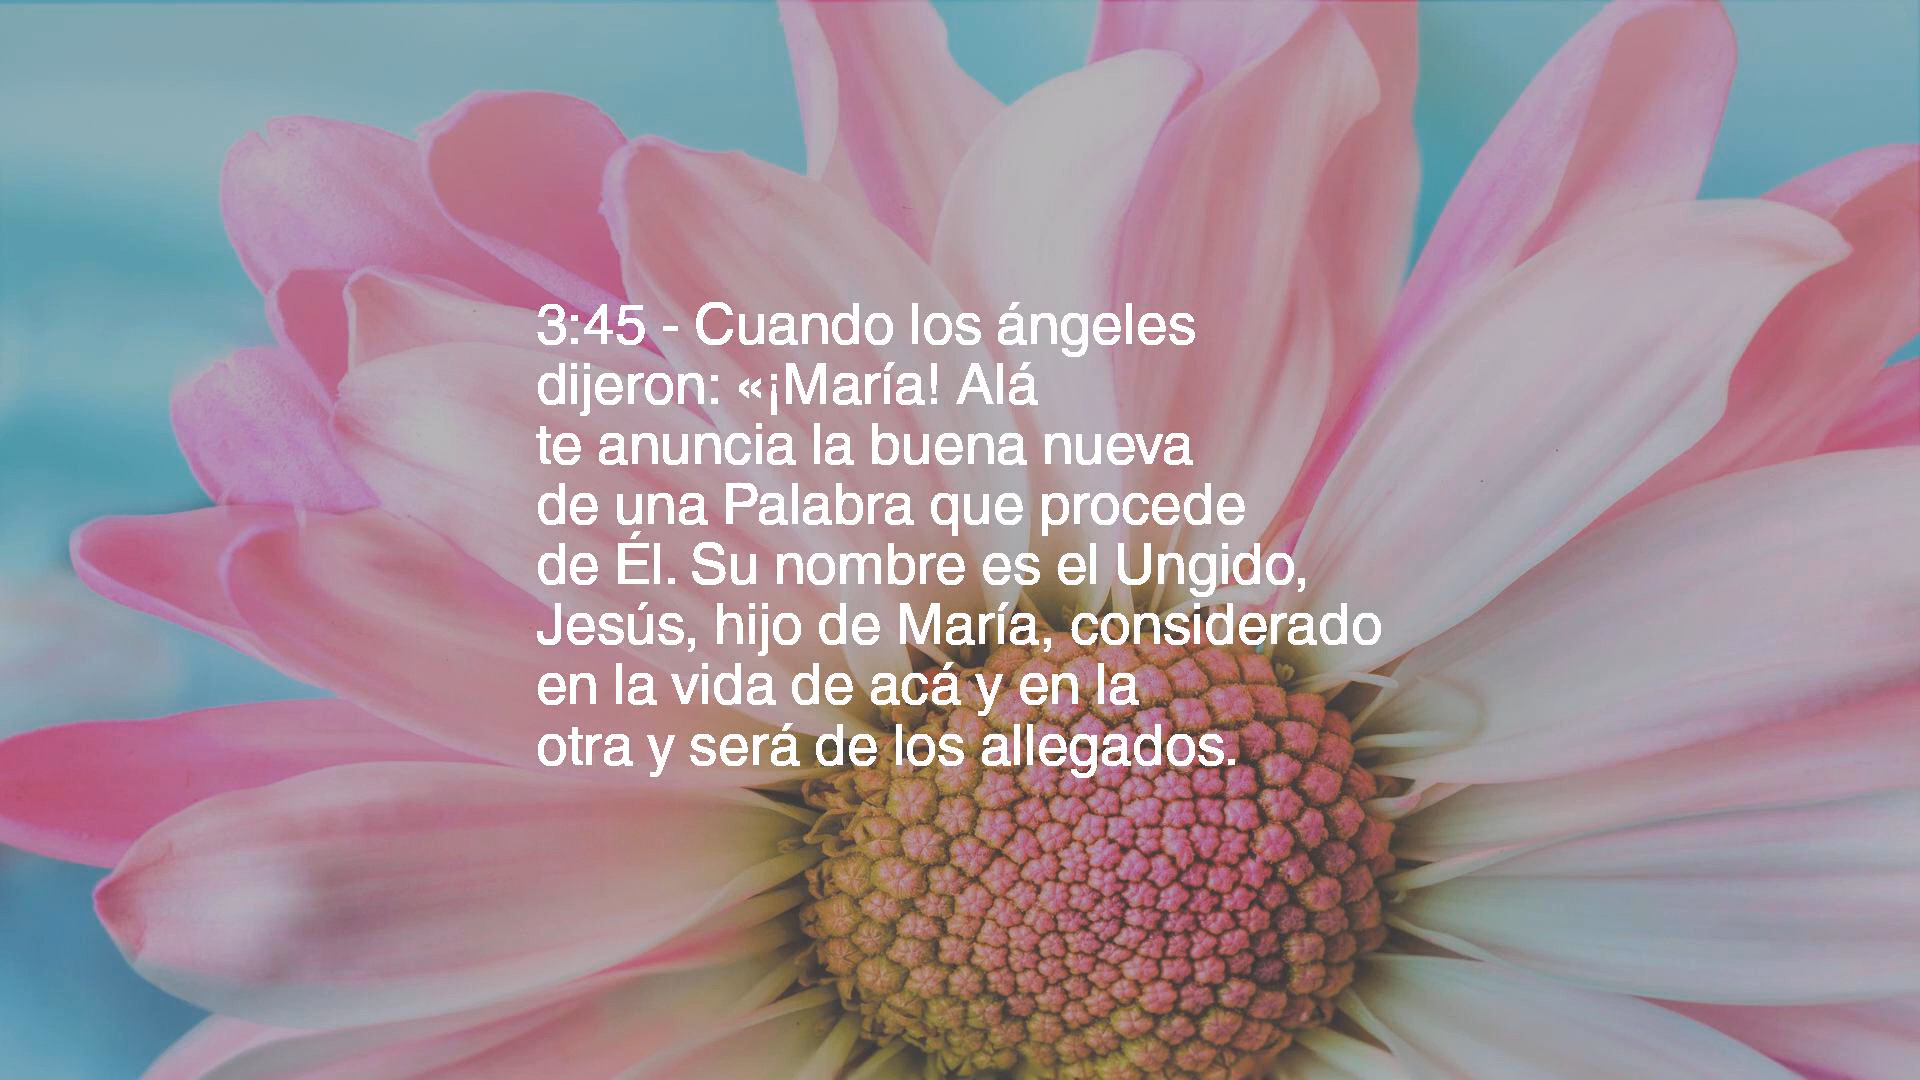 3:45 - Cuando los ángeles
dijeron: «¡María! Alá
te anuncia la buena nueva
de una Palabra que procede
de Él. Su nombre es el Ungido,
Jesús, hijo de María, considerado
en la vida de acá y en la
otra y será de los allegados.